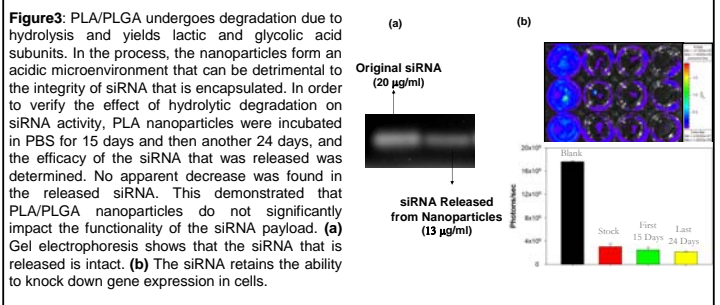 Figure3: PLA/PLGA undergoes degradation due to
hydrolysis and yields lactic and glycolic acid
subunits. In the process, the nanoparticles form an
acidic microenvironment that can be detrimental to
the integrity of siRNA that is encapsulated. In order
to verify the effect of hydrolytic degradation on
siRNA activity, PLA nanoparticles were incubated
in PBS for 15 days and then another 24 days, and
the efficacy of the siRNA that was released was
determined. No apparent decrease was found in
the released siRNA. This demonstrated that
PLA/PLGA nanoparticles do not significantly
impact the functionality of the siRNA payload. (a)
Gel electrophoresis shows that the siRNA that is
released is intact. (b) The siRNA retains the ability
to knock down gene expression in cells.
(a)
Original siRNA
(20 µg/ml)
siRNA Released
from Nanoparticles
(13 µg/ml)
(b)
Photons/sec
0
Blank
Stock
First
15 Days
Last
24 Days